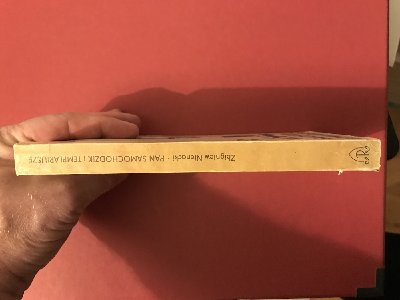 Zbigniew Nienacki · PAN SAMOCHODZIK I TEMPLARIUSZE